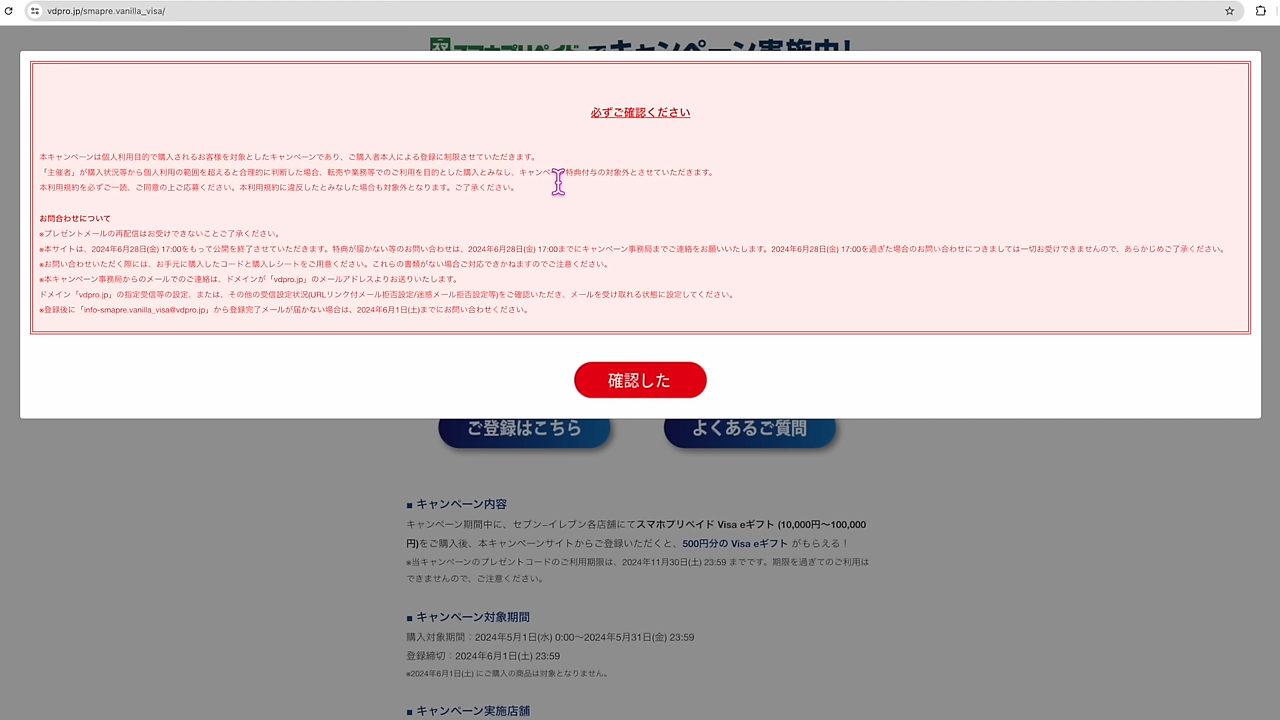 vdpro.jp/smapre.vanilla_visa/
必ずご確認ください
本キャンペーンは個人利用目的で購入されるお客様を対象としたキャンペーンであり、ご購入者本人による登録に制限させていただきます。
「主催者」が購入状況等から個人利用の範囲を超えると合理的に判断した場合、転売や業務等でのご利用を目的とした購入とみなし、キャンペ 特典付与の対象外とさせていただきます。
本利用規約を必ずご一読、ご同意の上ご応募ください。本利用規約に違反したとみなした場合も対象外となります。ご了承ください。
お問合わせについて
※プレゼントメールの再配信はお受けできないことご了承ください。
※本サイトは、2024年6月28日(金) 17:00をもって公開を終了させていただきます。特典が届かない等のお問い合わせは、2024年6月28日(金) 17:00までにキャンペーン事務局までご連絡をお願いいたします。2024年6月28日(金) 17:00を過ぎた場合のお問い合わせにつきましては一切お受けできませんので、あらかじめご了承ください。
※お問い合わせいただく際には、お手元に購入したコードと購入レシートをご用意ください。これらの書類がない場合ご対応できかねますのでご注意ください。
※本キャンペーン事務局からのメールでのご連絡は、ドメインが「vdpro.jp」のメールアドレスよりお送りいたします。
ドメイン「vdpro.jp」の指定受信等の設定、または、その他の受信設定状況(URLリンク付メール拒否設定/迷惑メール拒否設定等)をご確認いただき、メールを受け取れる状態に設定してください。
※登録後に「info-smapre.vanilla_visa@vdpro.jp」から登録完了メールが届かない場合は、2024年6月1日(土)までにお問い合わせください。
確認した
ご登録はこちら
よくあるご質問
■ キャンペーン内容
キャンペーン期間中に、セブン–イレブン各店舗にてスマホプリペイド Visa eギフト (10,000円〜100,000
円)をご購入後、本キャンペーンサイトからご登録いただくと、500円分の Visa eギフト がもらえる！
※当キャンペーンのプレゼントコードのご利用期限は、2024年11月30日(土) 23:59 までです。期限を過ぎてのご利用は
できませんので、ご注意ください。
■ キャンペーン対象期間
購入対象期間：2024年5月1日(水) 0:00〜2024年5月31日(金) 23:59
登録締切：2024年6月1日(土) 23:59
※2024年6月1日(土) にご購入の商品は対象となりません。
■ キャンペーン実施店舗